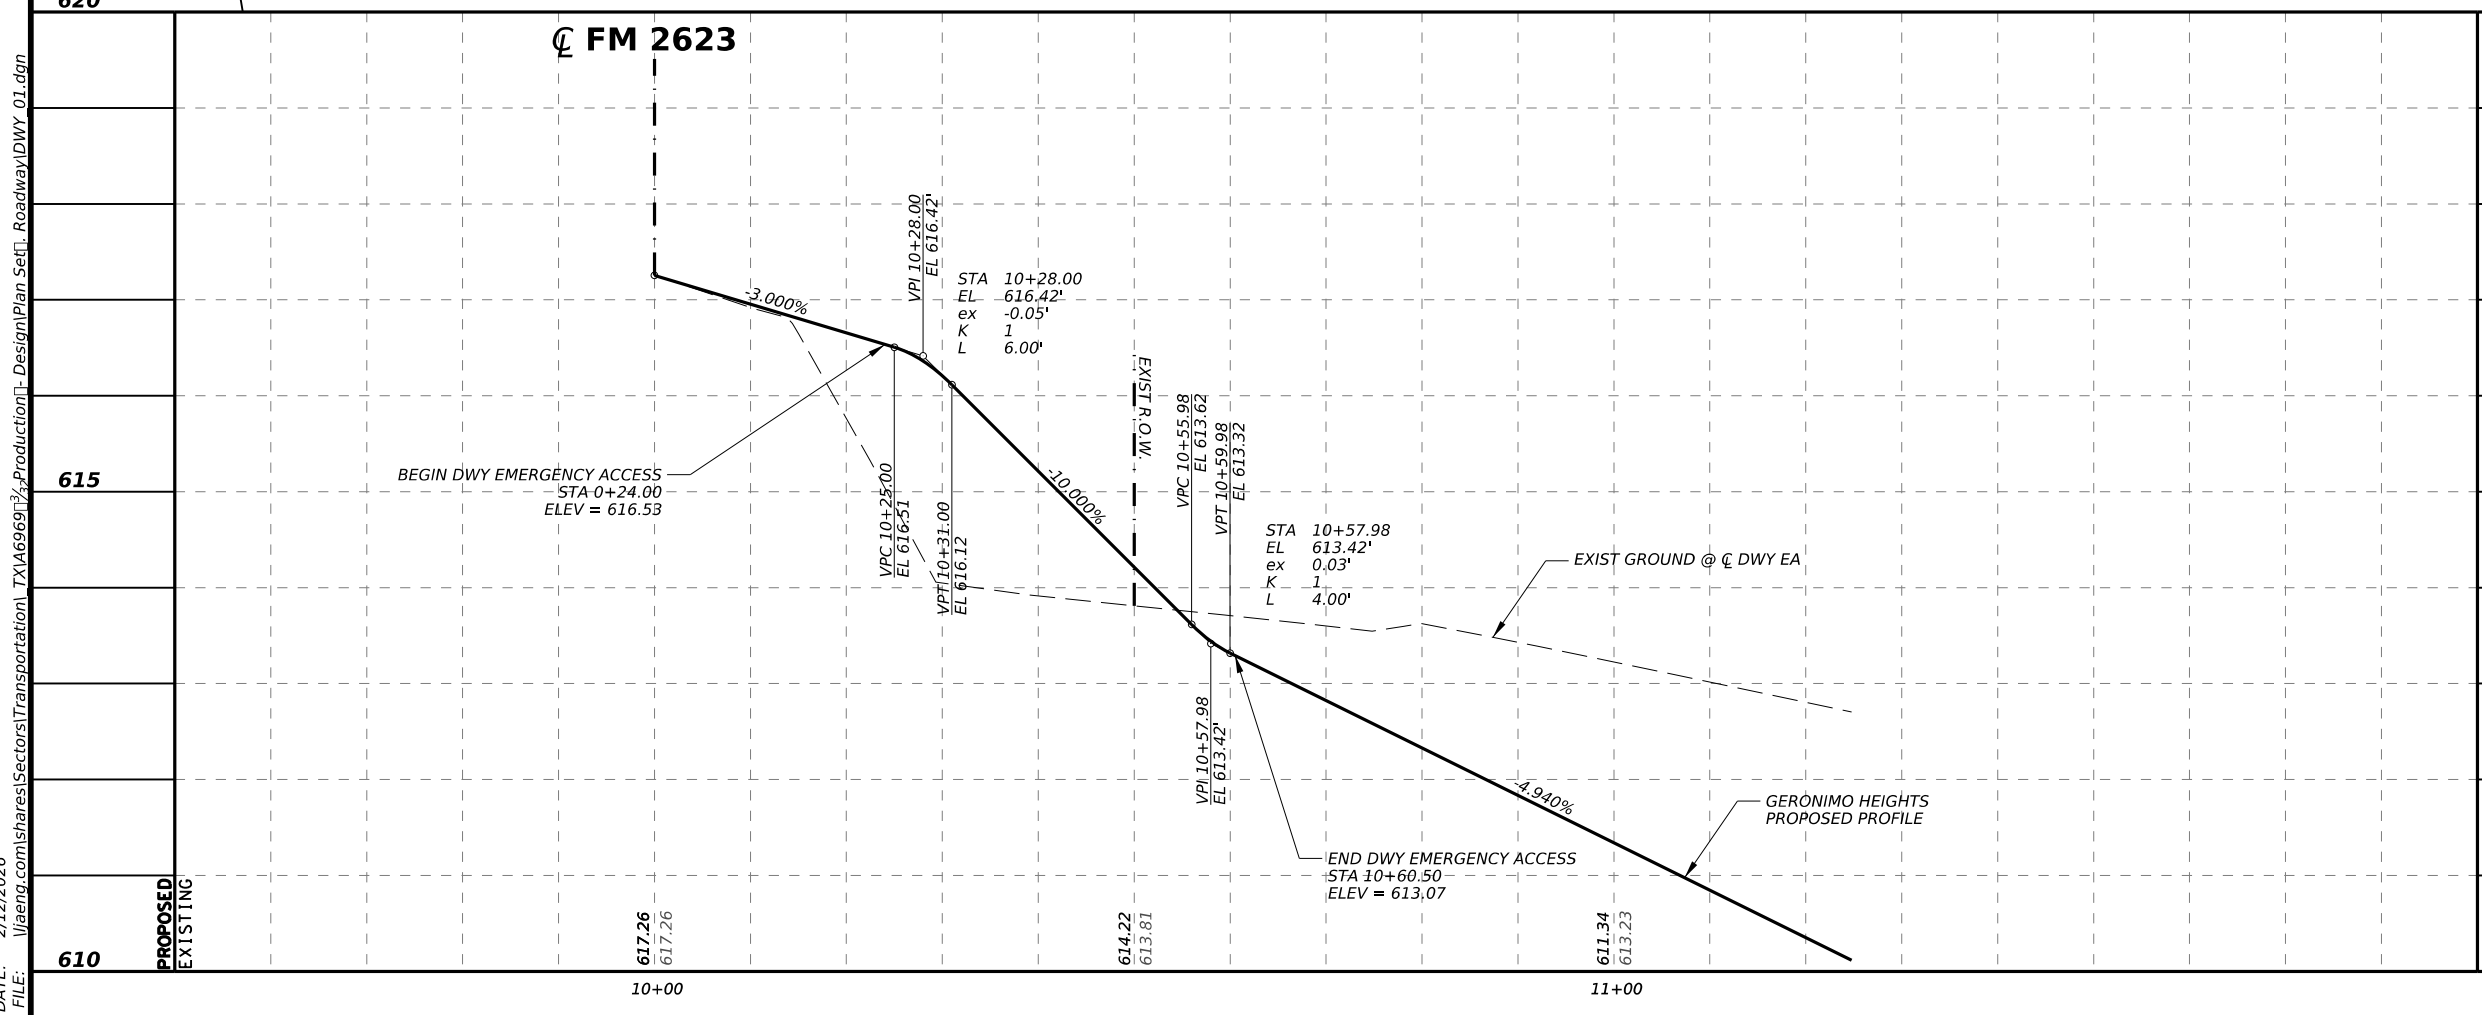 620
℄ FM 2623
-3.000%
VPI 10+28.00
EL 616.42'
STA 10+28.00
EL 616.42'
ex -0.05'
K 1
L 6.00'
BEGIN DWY EMERGENCY ACCESS
STA 0+24.00
ELEV = 616.53
VPC 10+25.00
EL 616.51
VPT 10+31.00
EL 616.12
-10.000%
EXIST R.O.W.
VPC 10+55.98
EL 613.62
VPT 10+59.98
EL 613.32
STA 10+57.98
EL 613.42'
ex 0.03'
K 1
L 4.00'
EXIST GROUND @ ℄ DWY EA
VPI 10+57.98
EL 613.42'
-4.940%
END DWY EMERGENCY ACCESS
STA 10+60.50
ELEV = 613.07
GERONIMO HEIGHTS
PROPOSED PROFILE
615
610
PROPOSED
EXISTING
617.26
617.26
614.22
613.81
611.34
613.23
10+00
11+00
DATE:
FILE: